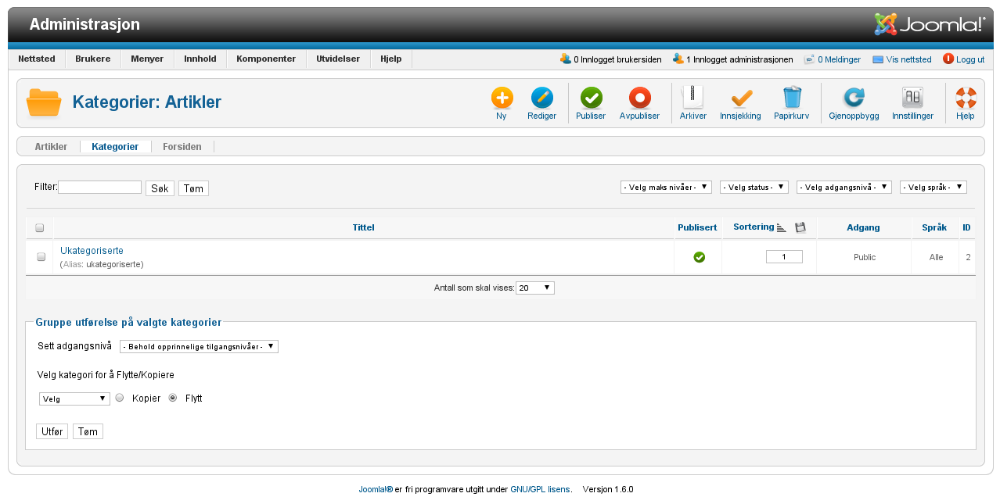 Administrasjon Joomla!®
Nettsted Brukere Menyer Innhold Komponenter Utvidelser Hjelp 0 Innlogget brukersiden 1 Innlogget administrasjonen 0 Meldinger Vis nettsted Logg ut
Kategorier: Artikler Ny Rediger Publiser Avpubliser Arkiver Innsjekking Papirkurv Gjenoppbygg Innstillinger Hjelp
Artikler Kategorier Forsiden
Filter: Søk Tøm - Velg maks nivåer - - Velg status - - Velg adgangsnivå - - Velg språk -
Tittel Publisert Sortering Adgang Språk ID
Ukategoriserte 1 Public Alle 2
(Alias: ukategoriserte)
Antall som skal vises: 20
Gruppe utførelse på valgte kategorier
Sett adgangsnivå - Behold opprinnelige tilgangsnivåer -
Velg kategori for å Flytte/Kopiere
Velg Kopier Flytt
Utfør Tøm
Joomla!® er fri programvare utgitt under GNU/GPL lisens. Versjon 1.6.0